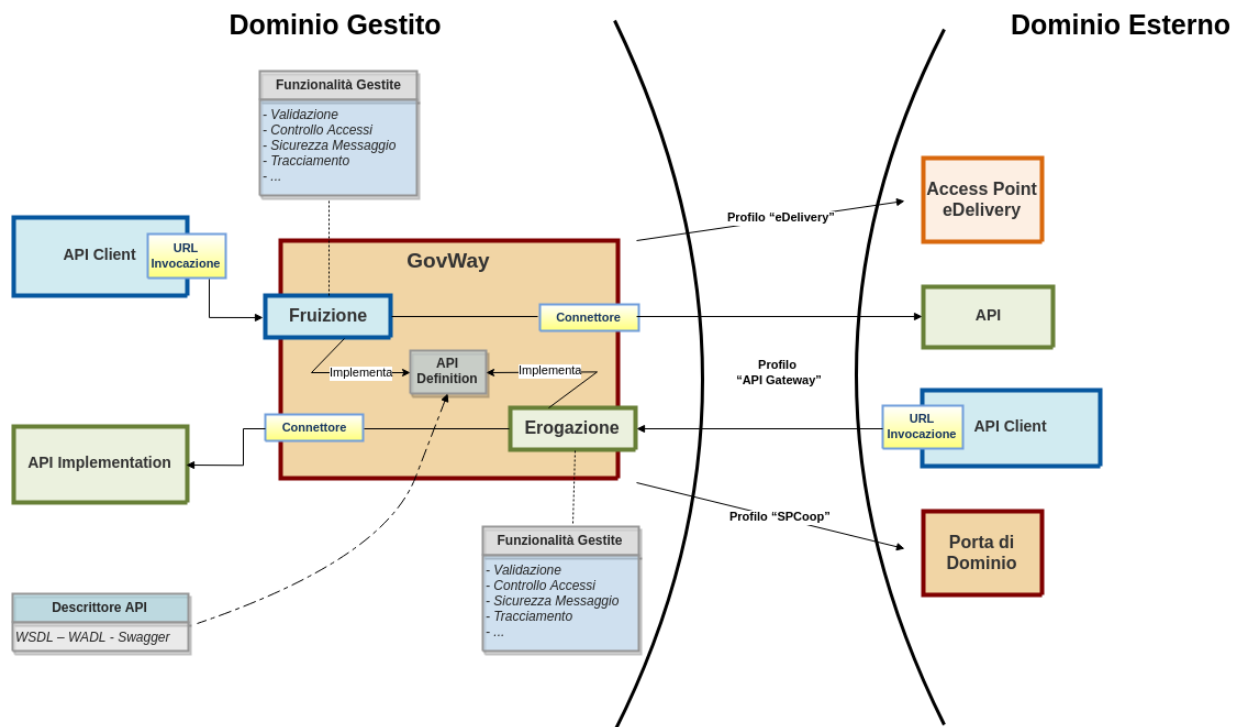 Dominio Gestito
Dominio Esterno
Funzionalità Gestite
- Validazione
- Controllo Accessi
- Sicurezza Messaggio
- Tracciamento
- ...
Access Point
eDelivery
Profilo “eDelivery”
API Client
URL
Invocazione
GovWay
Fruizione
Connettore
API
API
Definition
Implementa
Implementa
Profilo
“API Gateway”
Connettore
Erogazione
URL
Invocazione
API Client
API Implementation
Profilo “SPCoop”
Porta di
Dominio
Funzionalità Gestite
- Validazione
- Controllo Accessi
- Sicurezza Messaggio
- Tracciamento
- ...
Descrittore API
WSDL – WADL - Swagger